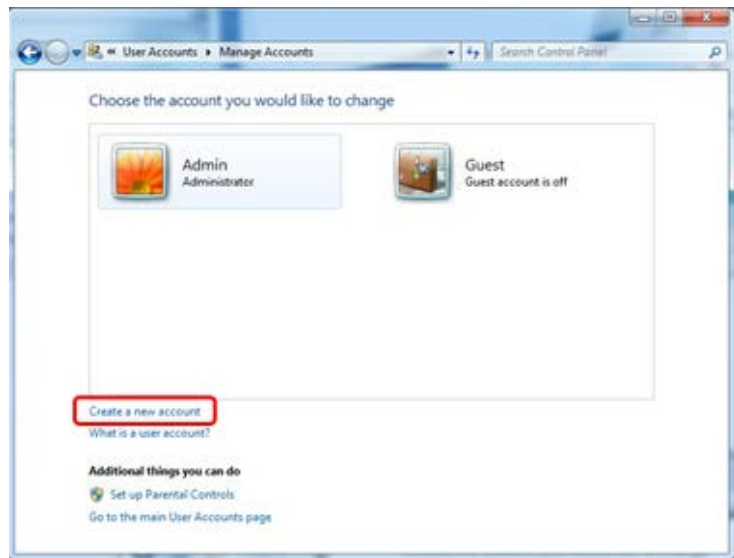 « User Accounts ▸ Manage Accounts
Search Control Panel
Choose the account you would like to change
Admin
Administrator
Guest
Guest account is off
Create a new account
What is a user account?
Additional things you can do
Set up Parental Controls
Go to the main User Accounts page